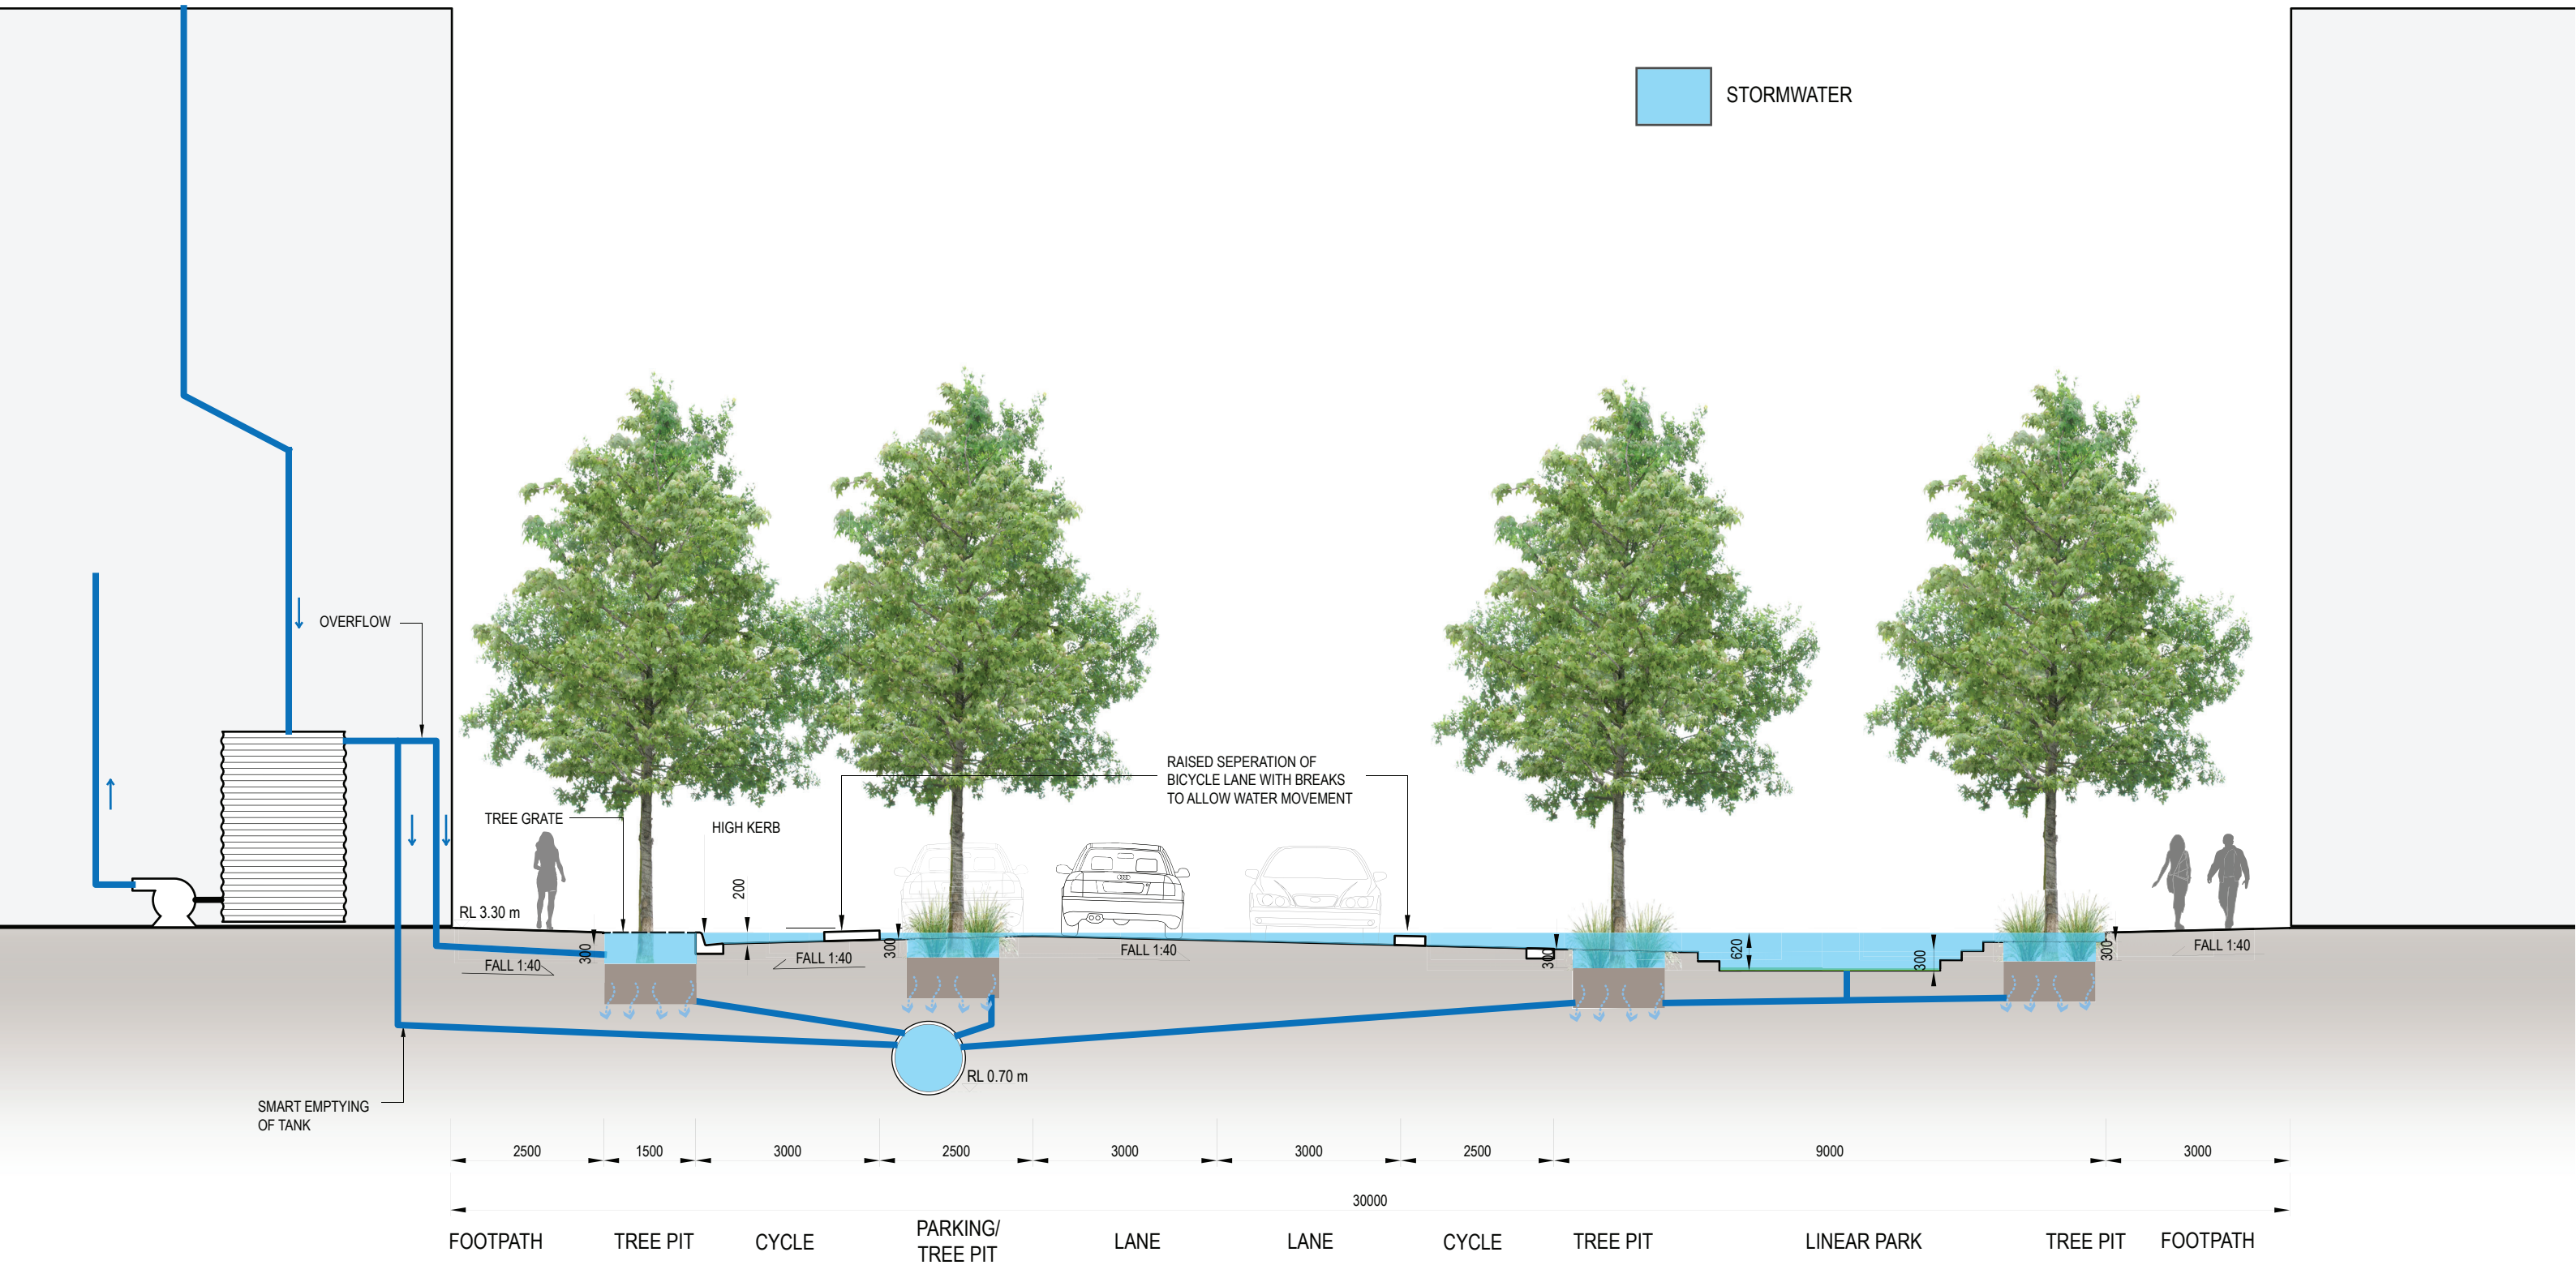 STORMWATER
OVERFLOW
RAISED SEPERATION OF
BICYCLE LANE WITH BREAKS
TO ALLOW WATER MOVEMENT
TREE GRATE
HIGH KERB
200
RL 3.30 m
300
FALL 1:40
FALL 1:40
300
FALL 1:40
300
620
300
300
FALL 1:40
RL 0.70 m
SMART EMPTYING
OF TANK
2500 1500 3000 2500 3000 3000 2500 9000 3000
30000
FOOTPATH
TREE PIT
CYCLE
PARKING/
TREE PIT
LANE
LANE
CYCLE
TREE PIT
LINEAR PARK
TREE PIT
FOOTPATH